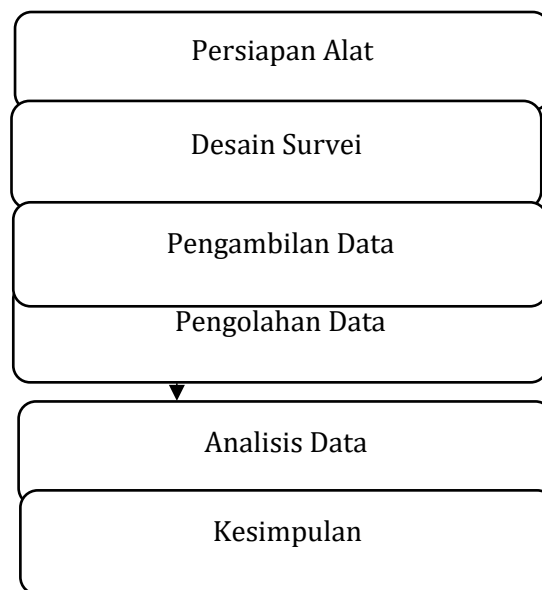 Persiapan Alat
Desain Survei
Pengambilan Data
Pengolahan Data
Analisis Data
Kesimpulan